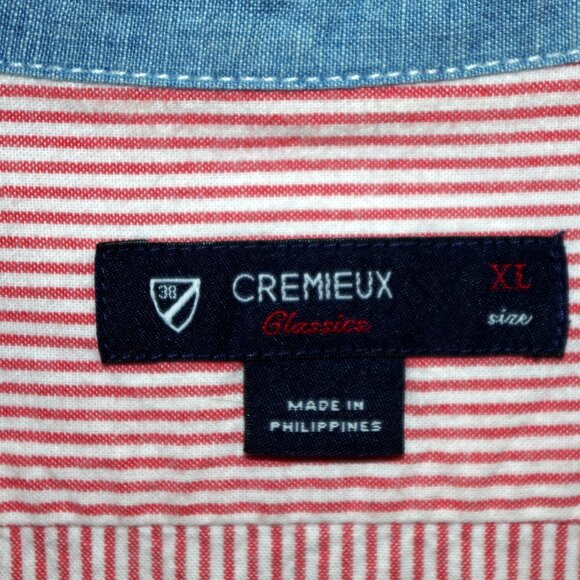 38
CREMIEUX
Classics
XL
size
MADE IN
PHILIPPINES